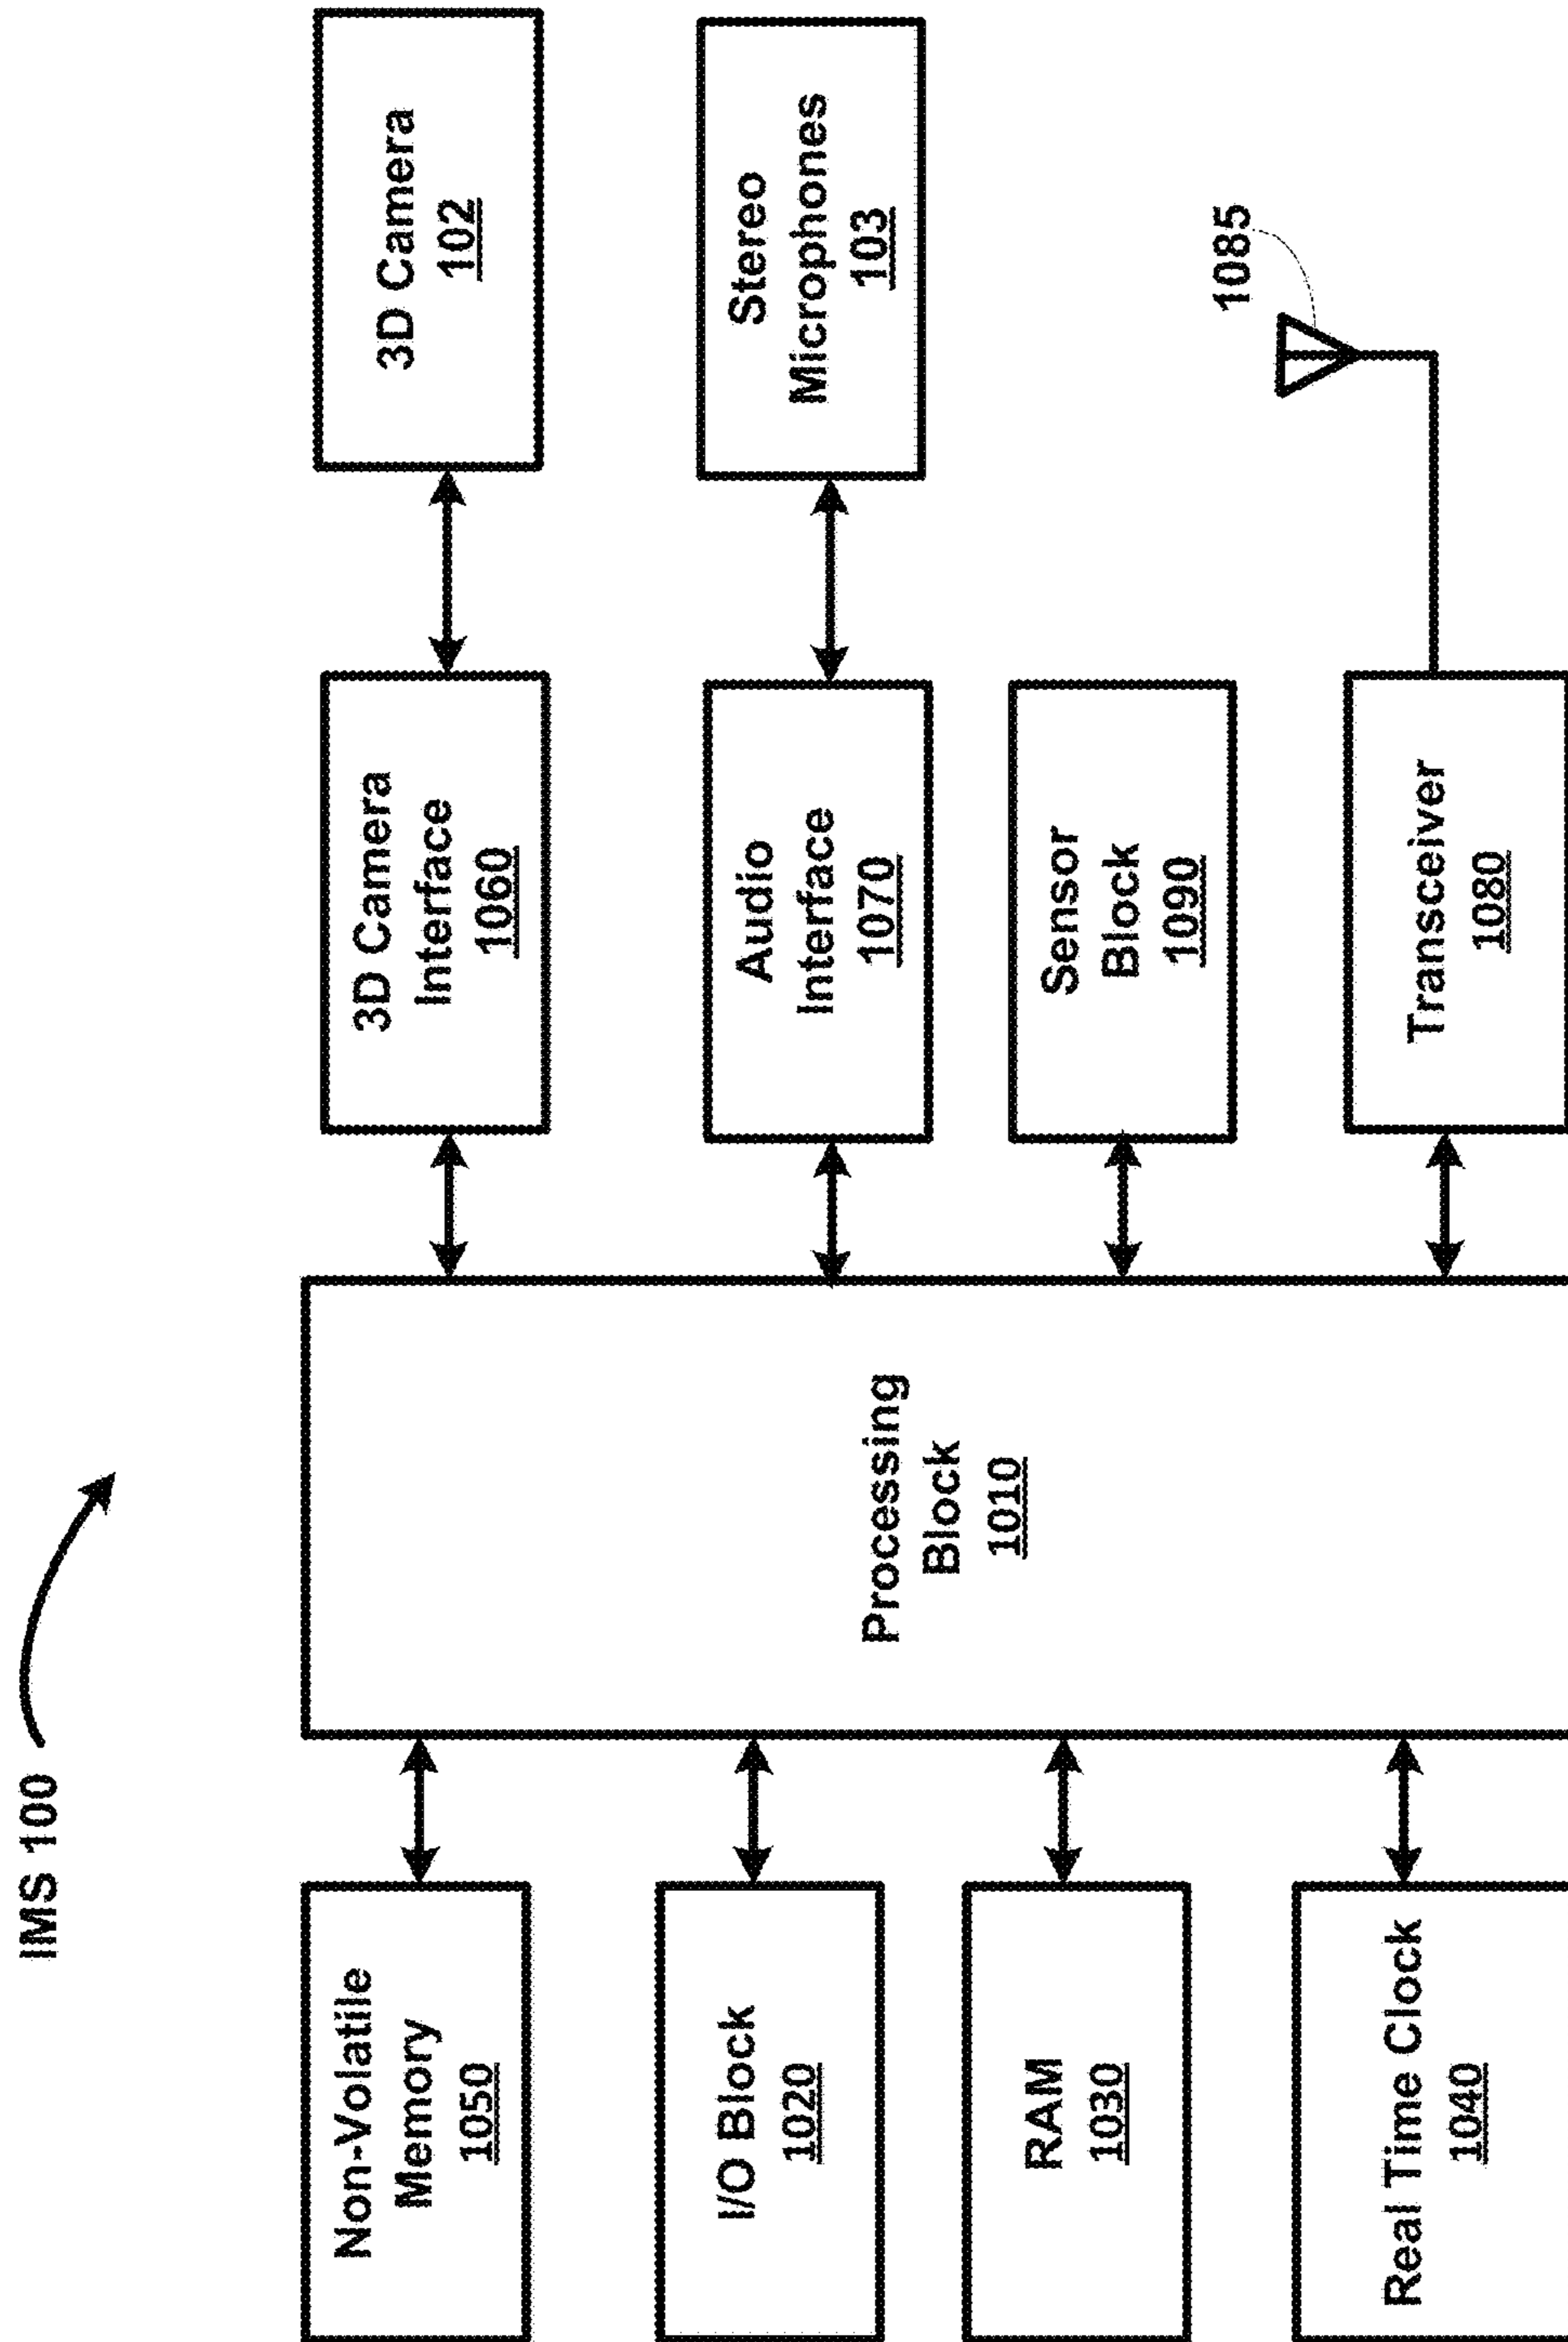 IMS 100
Non-Volatile
Memory
1050
I/O Block
1020
RAM
1030
Real Time Clock
1040
Processing
Block
1010
3D Camera
Interface
1060
Audio
Interface
1070
Sensor
Block
1090
Transceiver
1080
3D Camera
102
Stereo
Microphones
103
1085